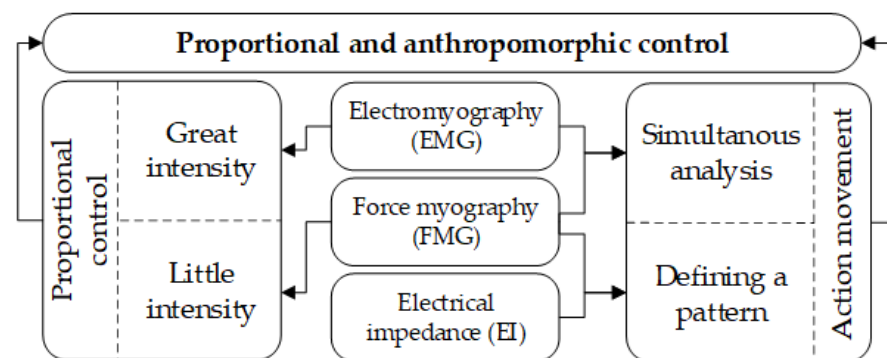 Proportional and anthropomorphic control
Proportional
control
Great
intensity
Little
intensity
Electromyography
(EMG)
Force myography
(FMG)
Electrical
impedance (EI)
Simultanous
analysis
Defining a
pattern
Action movement